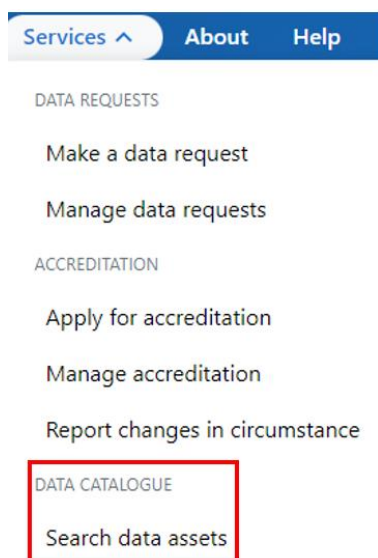 Services About Help
DATA REQUESTS
Make a data request
Manage data requests
ACCREDITATION
Apply for accreditation
Manage accreditation
Report changes in circumstance
DATA CATALOGUE
Search data assets